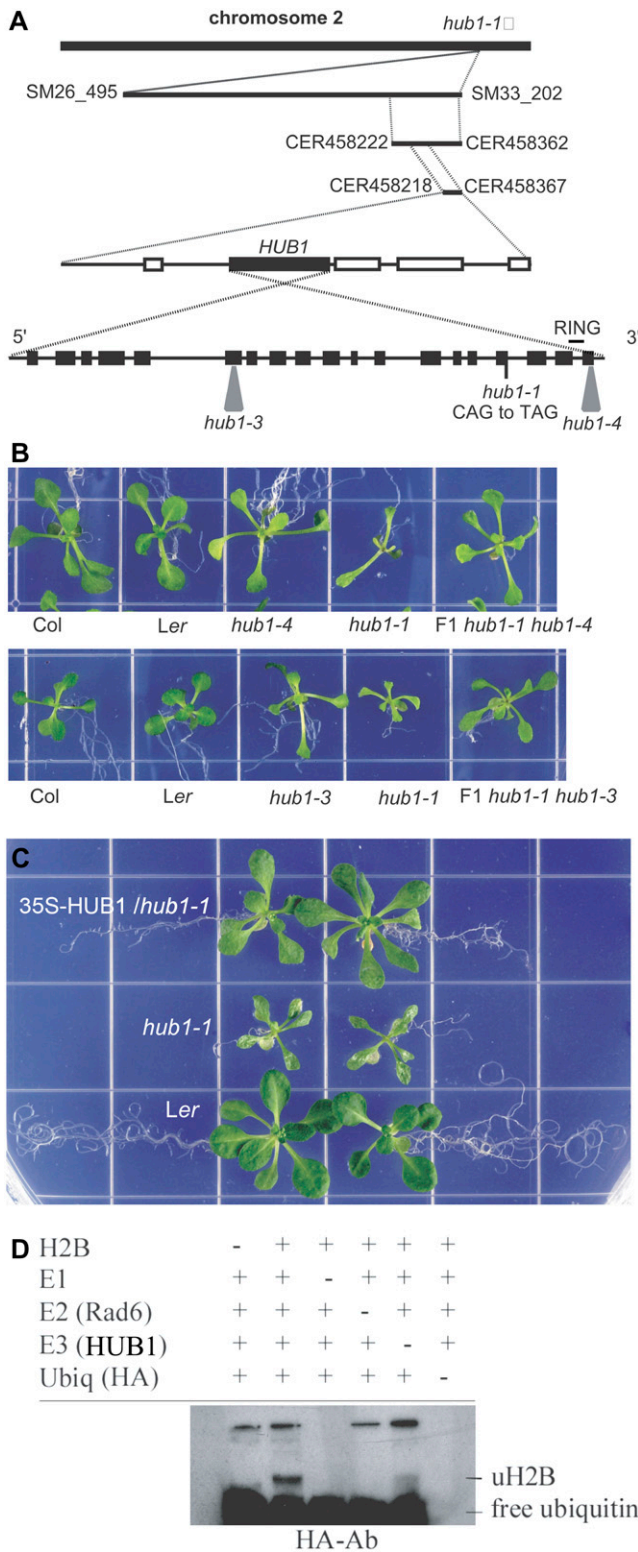 A
chromosome 2
hub1-1□
SM26_495
SM33_202
CER458222
CER458362
CER458218
CER458367
HUB1
5'
RING
3'
hub1-3
hub1-1
CAG to TAG
hub1-4
B
Col
Ler
hub1-4
hub1-1
F1 hub1-1 hub1-4
Col
Ler
hub1-3
hub1-1
F1 hub1-1 hub1-3
C
35S-HUB1 /hub1-1
hub1-1
Ler
D
H2B - + + + + +
E1 + + - + + +
E2 (Rad6) + + + - + +
E3 (HUB1) + + + + - +
Ubiq (HA) + + + + + -
uH2B
free ubiquitin
HA-Ab